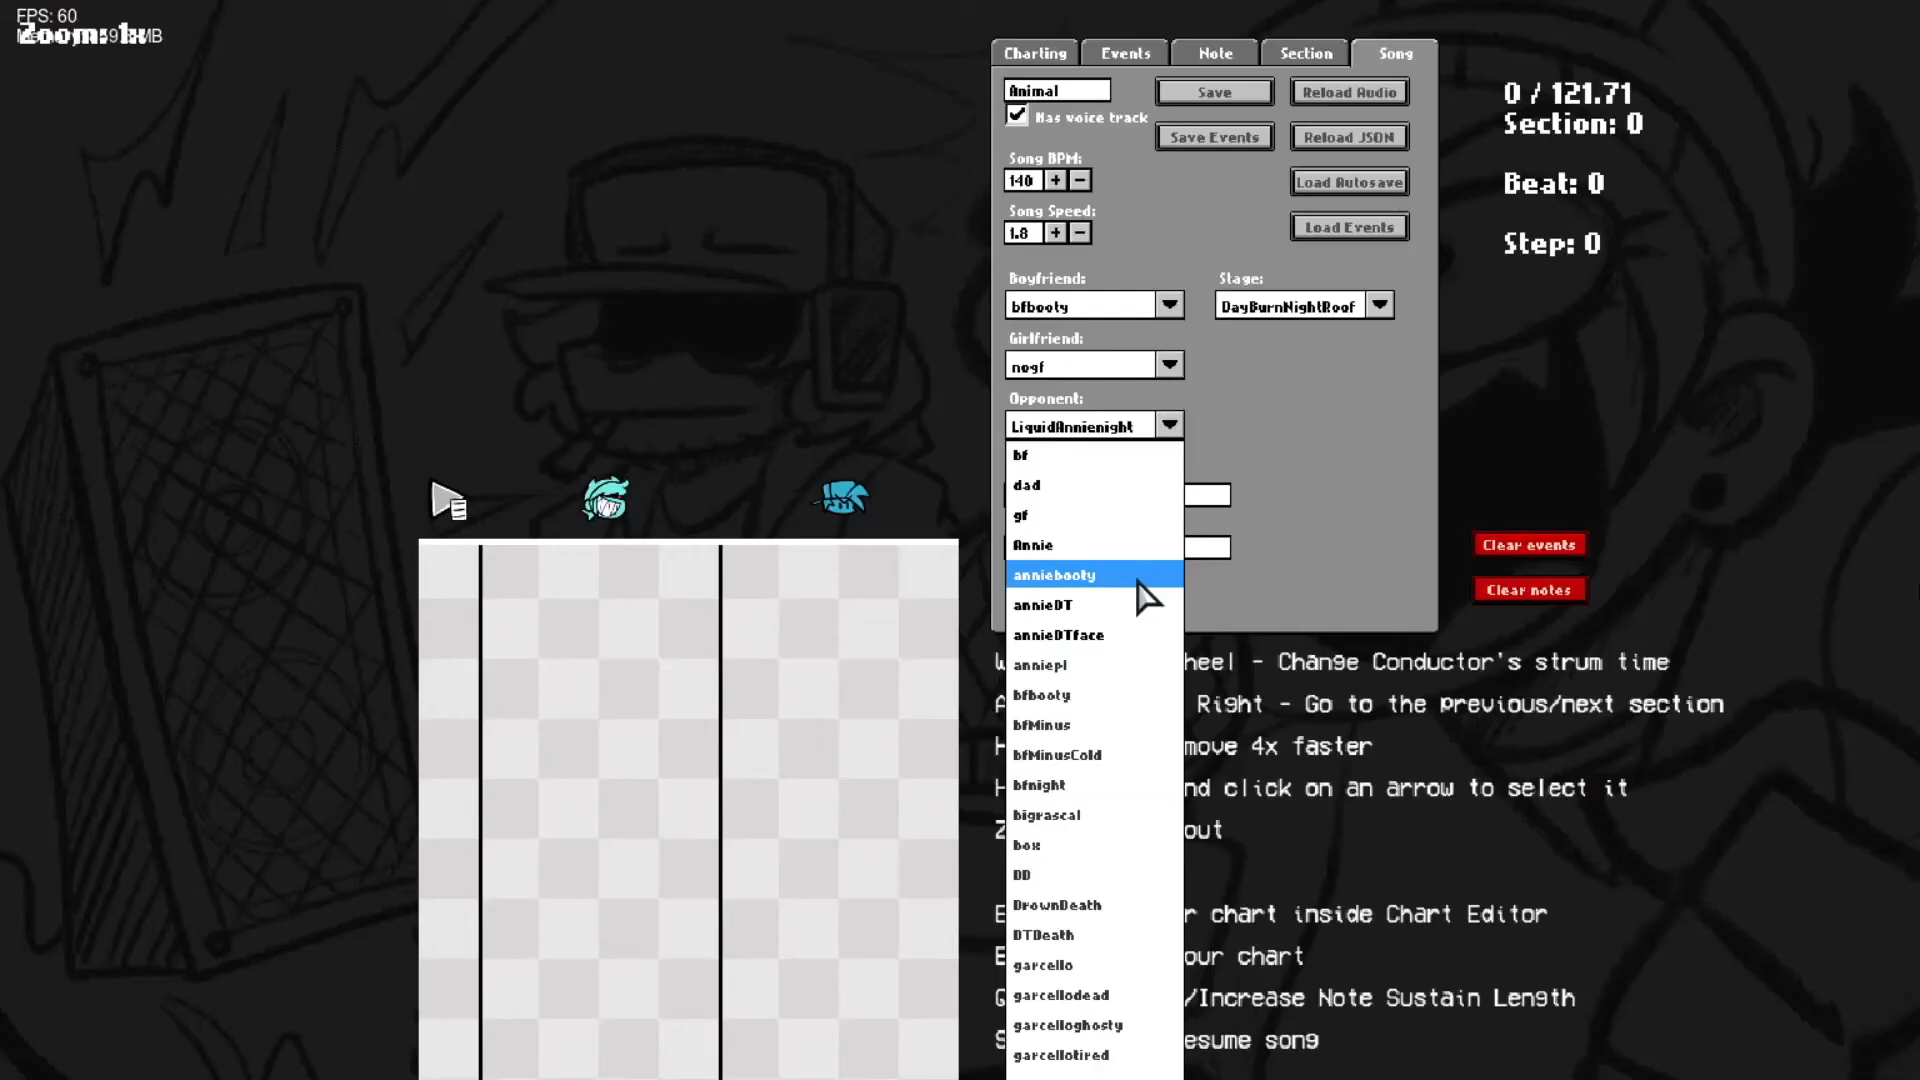 FPS: 60
Zoom: 1x
MB
Charting
Events
Note
Section
Song
Animal
Save
Reload Audio
Has voice track
Save Events
Reload JSON
Song BPM:
140 + -
Load Autosave
Song Speed:
1.8 + -
Load Events
0 / 121.71
Section: 0
Beat: 0
Step: 0
Boyfriend:
Stage:
bfbooty
DayBurnNightRoof
Girlfriend:
nogf
Opponent:
LiquidAnnienight
bf
dad
gf
Annie
anniebooty
annieDT
annieDTface
anniepl
bfbooty
bfMinus
bfMinusCold
bfnight
bigrascal
box
DD
DrownDeath
DTDeath
garcello
garcellodead
garcelloghosty
garcellotired
Clear events
Clear notes
heel - Change Conductor's strum time
Right - Go to the previous/next section
move 4x faster
nd click on an arrow to select it
out
r chart inside Chart Editor
our chart
/Increase Note Sustain Length
esume song